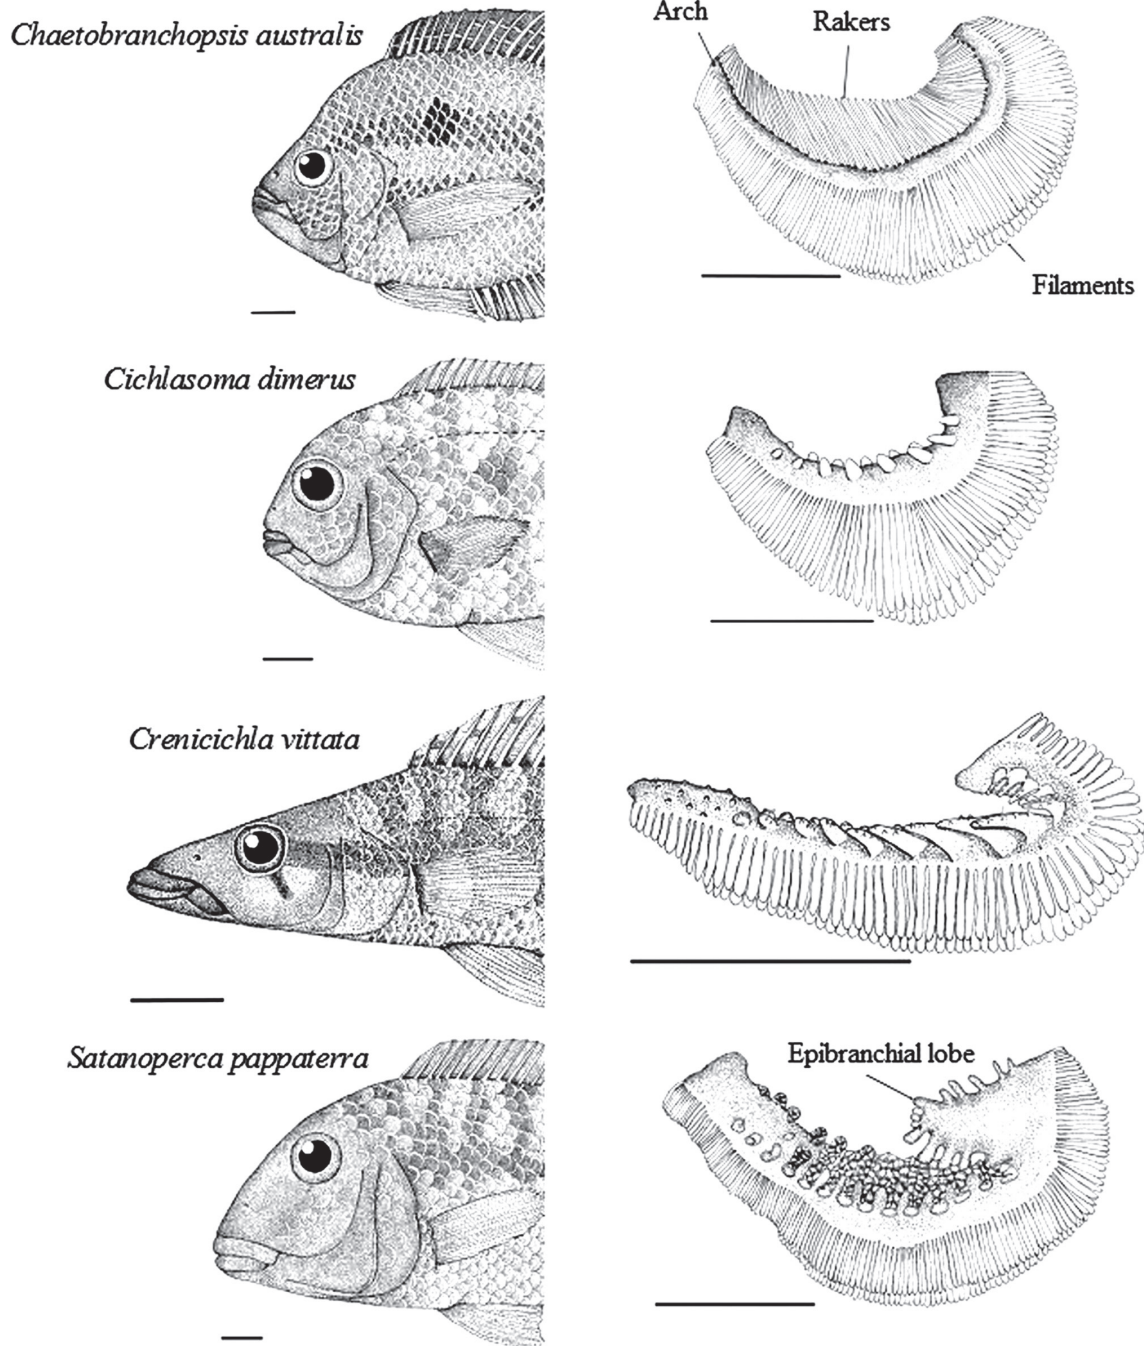 Chaetobranchopsis australis
Arch
Rakers
Filaments
Cichlasoma dimerus
Crenicichla vittata
Satanoperca pappaterra
Epibranchial lobe